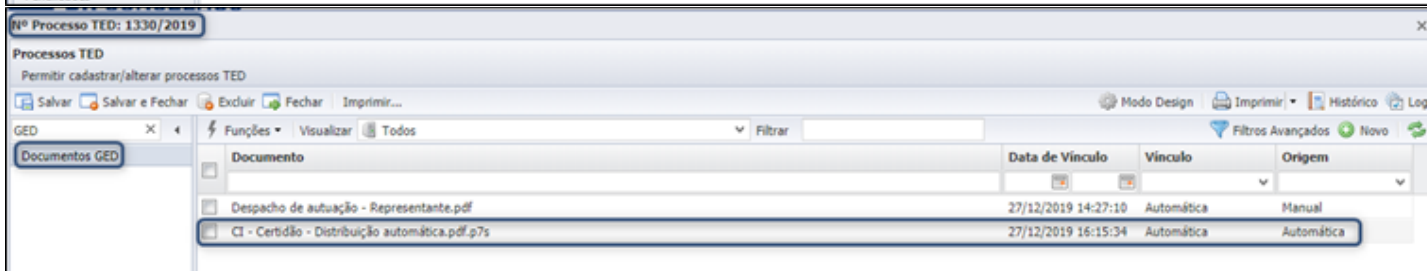 Nº Processo TED: 1330/2019
Processos TED
Permitir cadastrar/alterar processos TED
Salvar Salvar e Fechar Excluir Fechar Imprimir... Modo Design Imprimir Histórico Log
GED Funções Visualizar Todos Filtrar Filtros Avançados Novo
Documentos GED Documento Data de Vínculo Vínculo Origem
Despacho de autuação - Representante.pdf 27/12/2019 14:27:10 Automática Manual
CI - Certidão - Distribuição automática.pdf.p7s 27/12/2019 16:15:34 Automática Automática